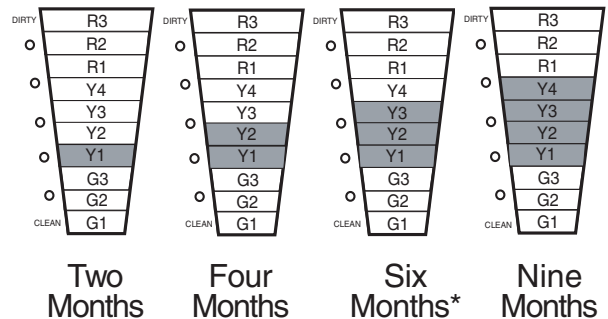 DIRTY R3
R2
R1
Y4
Y3
Y2
Y1
G3
G2
CLEAN G1
Two
Months
DIRTY R3
R2
R1
Y4
Y3
Y2
Y1
G3
G2
CLEAN G1
Four
Months
DIRTY R3
R2
R1
Y4
Y3
Y2
Y1
G3
G2
CLEAN G1
Six
Months*
DIRTY R3
R2
R1
Y4
Y3
Y2
Y1
G3
G2
CLEAN G1
Nine
Months